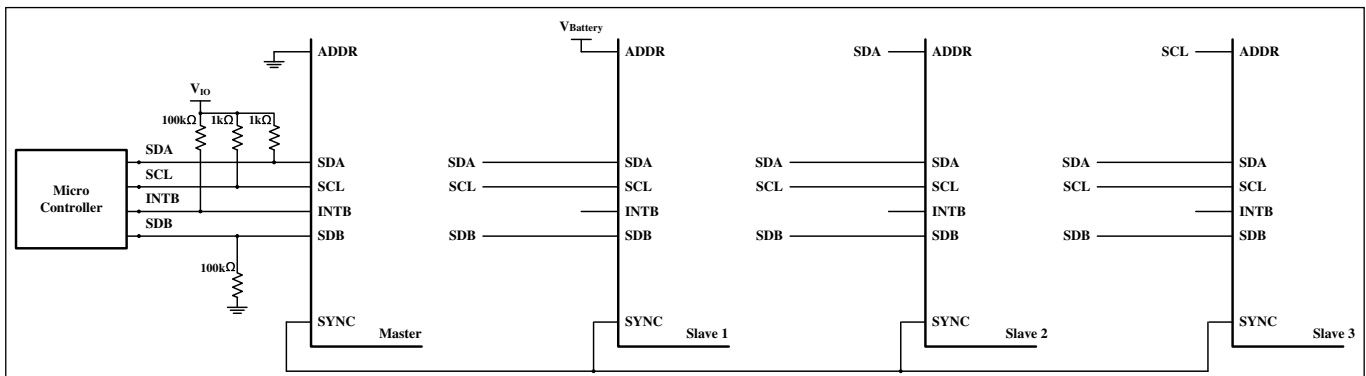 ADDR
V_Battery
ADDR
SDA
ADDR
SCL
ADDR
V_IO
100kΩ
1kΩ
1kΩ
Micro
Controller
SDA
SCL
INTB
SDB
SDA
SCL
INTB
SDB
100kΩ
SYNC
Master
SDA
SCL
SDB
SDA
SCL
INTB
SDB
SYNC
Slave 1
SDA
SCL
SDB
SDA
SCL
INTB
SDB
SYNC
Slave 2
SDA
SCL
SDB
SDA
SCL
INTB
SDB
SYNC
Slave 3